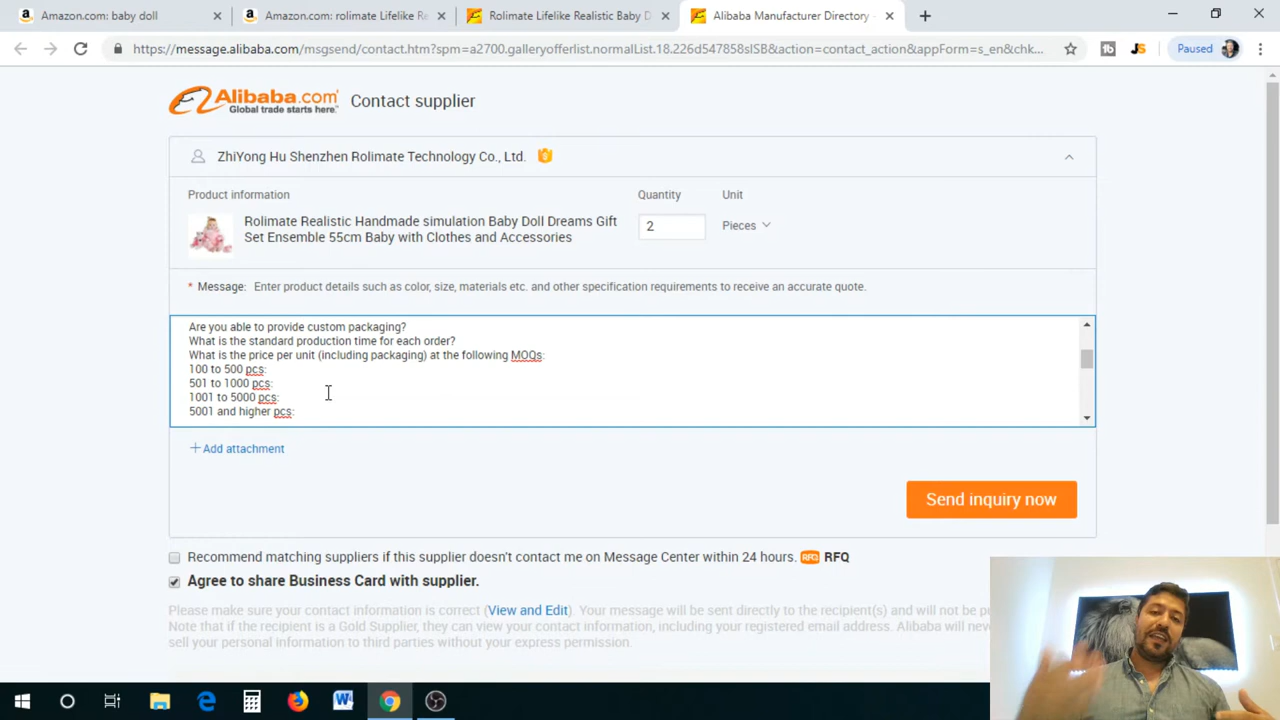 Amazon.com: baby doll
Amazon.com: rolimate Lifelike Re
Rolimate Lifelike Realistic Baby D
Alibaba Manufacturer Directory -
https://message.alibaba.com/msgsend/contact.htm?spm=a2700.galleryofferlist.normalList.18.226d547858slSB&action=contact_action&appForm=s_en&chk...
JS
Paused
Alibaba.com
Global trade starts here.™
Contact supplier
ZhiYong Hu Shenzhen Rolimate Technology Co., Ltd.
Product information
Quantity
Unit
Rolimate Realistic Handmade simulation Baby Doll Dreams Gift
Set Ensemble 55cm Baby with Clothes and Accessories
2
Pieces
* Message: Enter product details such as color, size, materials etc. and other specification requirements to receive an accurate quote.
Are you able to provide custom packaging?
What is the standard production time for each order?
What is the price per unit (including packaging) at the following MOQs:
100 to 500 pcs:
501 to 1000 pcs:
1001 to 5000 pcs:
5001 and higher pcs:
+ Add attachment
Send inquiry now
Recommend matching suppliers if this supplier doesn't contact me on Message Center within 24 hours. RFQ RFQ
Agree to share Business Card with supplier.
Please make sure your contact information is correct (View and Edit). Your message will be sent directly to the recipient(s) and will not be
Note that if the recipient is a Gold Supplier, they can view your contact information, including your registered email address. Alibaba will
sell your personal information to third parties without your express permission.